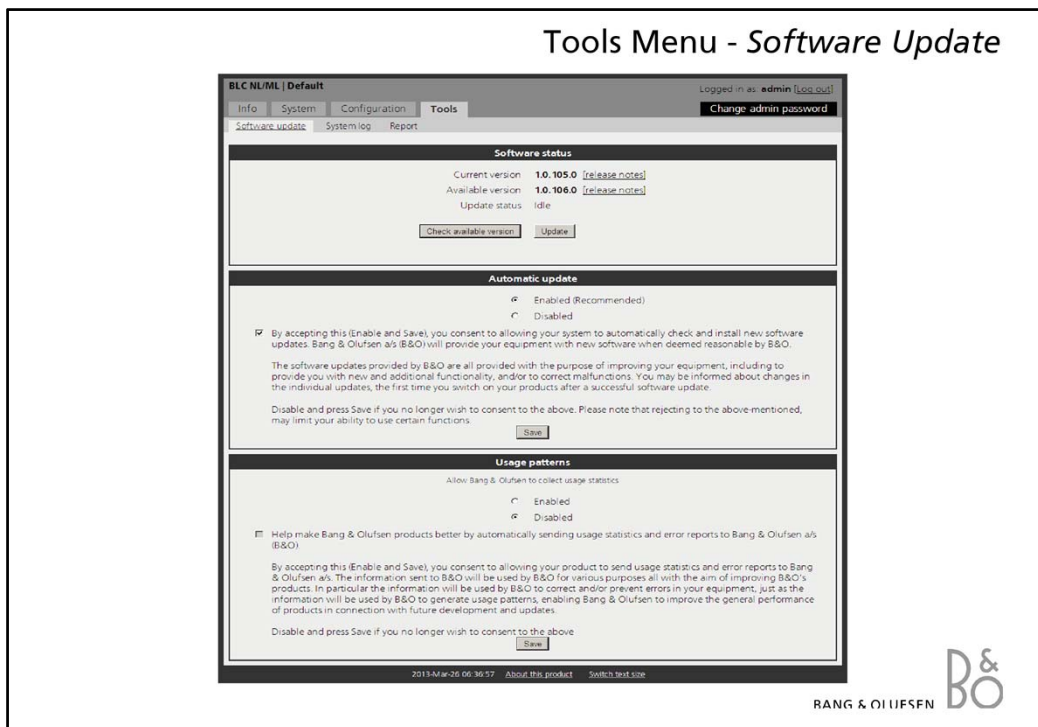 Tools Menu - Software Update
BLC NL/ML | Default
Logged in as: admin [Log out]
Info System Configuration Tools
Change admin password
Software update System log Report
Software status
Current version 1.0.105.0 [release notes]
Available version 1.0.106.0 [release notes]
Update status Idle
Check available version Update
Automatic update
Enabled (Recommended)
Disabled
By accepting this (Enable and Save), you consent to allowing your system to automatically check and install new software
updates. Bang & Olufsen a/s (B&O) will provide your equipment with new software when deemed reasonable by B&O.
The software updates provided by B&O are all provided with the purpose of improving your equipment, including to
provide you with new and additional functionality, and/or to correct malfunctions. You may be informed about changes in
the individual updates, the first time you switch on your products after a successful software update.
Disable and press Save if you no longer wish to consent to the above. Please note that rejecting to the above-mentioned,
may limit your ability to use certain functions.
Save
Usage patterns
Allow Bang & Olufsen to collect usage statistics
Enabled
Disabled
Help make Bang & Olufsen products better by automatically sending usage statistics and error reports to Bang & Olufsen a/s
(B&O)
By accepting this (Enable and Save), you consent to allowing your product to send usage statistics and error reports to Bang
& Olufsen a/s. The information sent to B&O will be used by B&O for various purposes all with the aim of improving B&O's
products. In particular the information will be used by B&O to correct and/or prevent errors in your equipment, just as the
information will be used by B&O to generate usage patterns, enabling Bang & Olufsen to improve the general performance
of products in connection with future development and updates.
Disable and press Save if you no longer wish to consent to the above
Save
2013-Mar-26 06:36:57 About this product Switch text size
BANG & OLUFSEN B&O